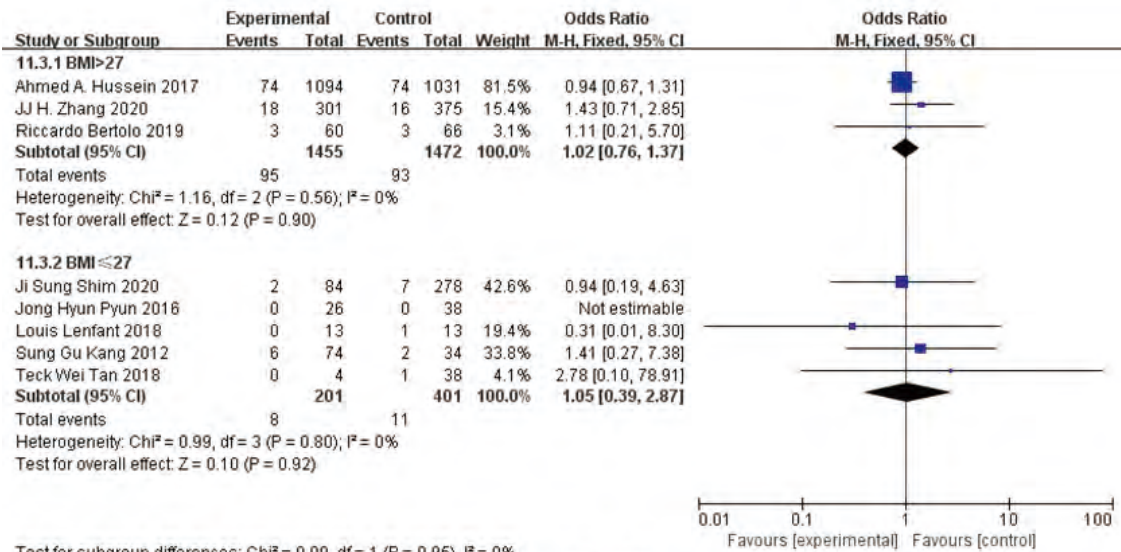 Experimental Control Odds Ratio Odds Ratio
Study or Subgroup Events Total Events Total Weight M-H, Fixed, 95% CI M-H, Fixed, 95% CI
11.3.1 BMI>27
Ahmed A. Hussein 2017 74 1094 74 1031 81.5% 0.94 [0.67, 1.31]
JJ H. Zhang 2020 18 301 16 375 15.4% 1.43 [0.71, 2.85]
Riccardo Bertolo 2019 3 60 3 66 3.1% 1.11 [0.21, 5.70]
Subtotal (95% CI) 1455 1472 100.0% 1.02 [0.76, 1.37]
Total events 95 93
Heterogeneity: Chi² = 1.16, df = 2 (P = 0.56); I² = 0%
Test for overall effect: Z = 0.12 (P = 0.90)
11.3.2 BMI≤27
Ji Sung Shim 2020 2 84 7 278 42.6% 0.94 [0.19, 4.63]
Jong Hyun Pyun 2016 0 26 0 38 Not estimable
Louis Lenfant 2018 0 13 1 13 19.4% 0.31 [0.01, 8.30]
Sung Gu Kang 2012 6 74 2 34 33.8% 1.41 [0.27, 7.38]
Teck Wei Tan 2018 0 4 1 38 4.1% 2.78 [0.10, 78.91]
Subtotal (95% CI) 201 401 100.0% 1.05 [0.39, 2.87]
Total events 8 11
Heterogeneity: Chi² = 0.99, df = 3 (P = 0.80); I² = 0%
Test for overall effect: Z = 0.10 (P = 0.92)
0.01 0.1 1 10 100
Favours [experimental] Favours [control]
Test for subgroup differences: Chi² = 0.00, df = 1 (P = 0.95), I² = 0%